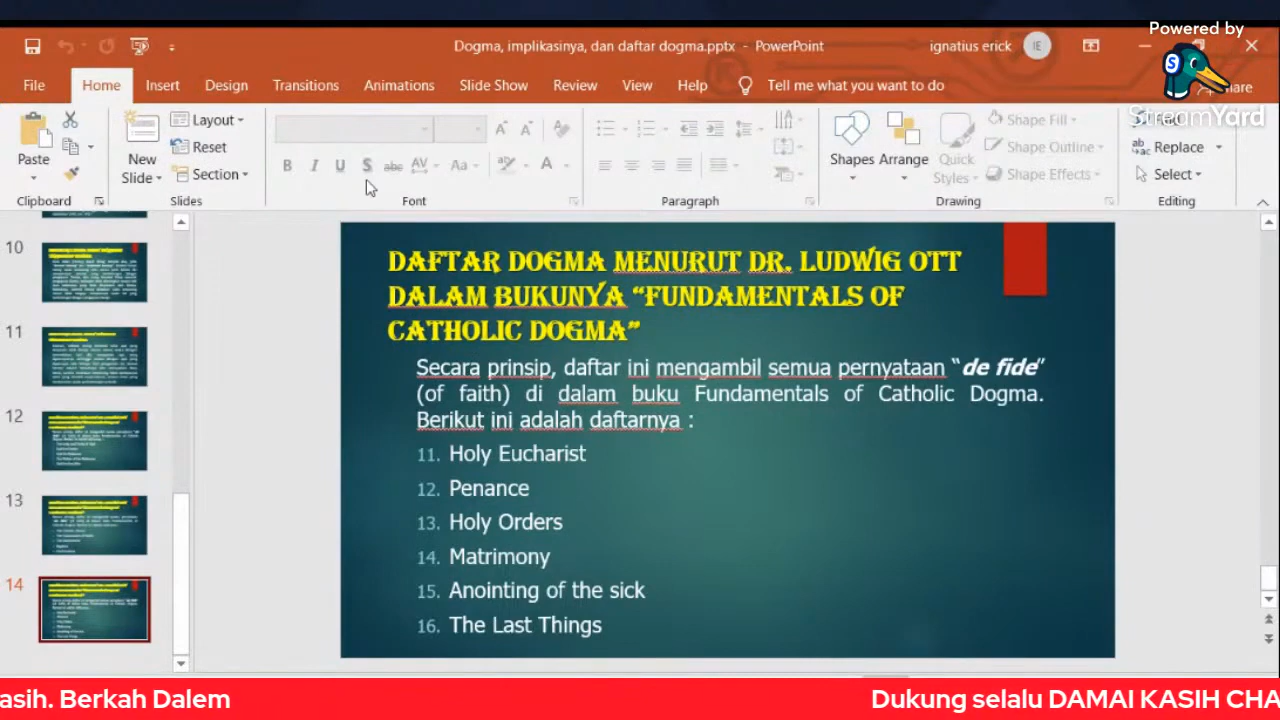 Powered by
StreamYard
Dogma, implikasinya, dan daftar dogma.pptx - PowerPoint
ignatius erick
IE
File
Home
Insert
Design
Transitions
Animations
Slide Show
Review
View
Help
Tell me what you want to do
Paste
New
Slide
Layout
Reset
Section
Shapes
Arrange
Quick
Styles
Shape Fill
Shape Outline
Shape Effects
Replace
Select
Clipboard
Slides
Font
Paragraph
Drawing
Editing
10
11
12
13
14
DAFTAR DOGMA MENURUT DR. LUDWIG OTT
DALAM BUKUNYA “FUNDAMENTALS OF
CATHOLIC DOGMA”
Secara prinsip, daftar ini mengambil semua pernyataan “de fide”
(of faith) di dalam buku Fundamentals of Catholic Dogma.
Berikut ini adalah daftarnya :
11. Holy Eucharist
12. Penance
13. Holy Orders
14. Matrimony
15. Anointing of the sick
16. The Last Things
asih. Berkah Dalem
Dukung selalu DAMAI KASIH CHA